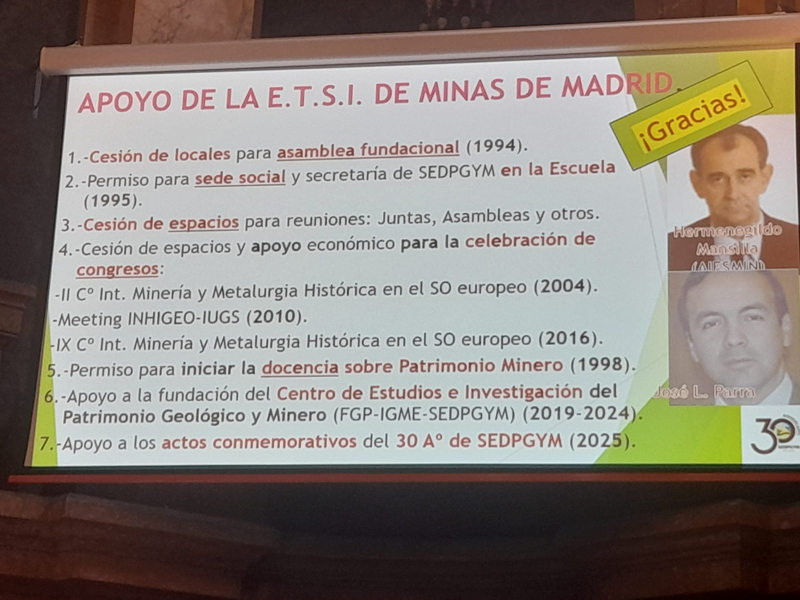 APOYO DE LA E.T.S.I. DE MINAS DE MADRID.
¡Gracias!
1.-Cesión de locales para asamblea fundacional (1994).
2.-Permiso para sede social y secretaría de SEDPGYM en la Escuela
(1995).
3.-Cesión de espacios para reuniones: Juntas, Asambleas y otros.
4.-Cesión de espacios y apoyo económico para la celebración de
congresos:
-II Cº Int. Minería y Metalurgia Histórica en el SO europeo (2004).
-Meeting INHIGEO-IUGS (2010).
-IX Cº Int. Minería y Metalurgia Histórica en el SO europeo (2016).
5.-Permiso para iniciar la docencia sobre Patrimonio Minero (1998).
6.-Apoyo a la fundación del Centro de Estudios e Investigación del
Patrimonio Geológico y Minero (FGP-IGME-SEDPGYM) (2019-2024).
7.-Apoyo a los actos conmemorativos del 30 Aº de SEDPGYM (2025).
Hermenegildo
Mansilla
(AIESMIN)
José L. Parra
30